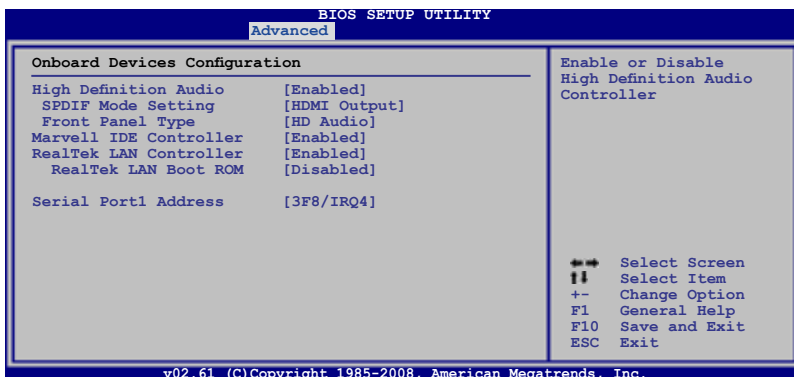 BIOS SETUP UTILITY
Advanced
Onboard Devices Configuration
High Definition Audio [Enabled]
SPDIF Mode Setting [HDMI Output]
Front Panel Type [HD Audio]
Marvell IDE Controller [Enabled]
RealTek LAN Controller [Enabled]
RealTek LAN Boot ROM [Disabled]
Serial Port1 Address [3F8/IRQ4]
Enable or Disable
High Definition Audio
Controller
Select Screen
Select Item
+- Change Option
F1 General Help
F10 Save and Exit
ESC Exit
v02.61 (C)Copyright 1985-2008, American Megatrends, Inc.